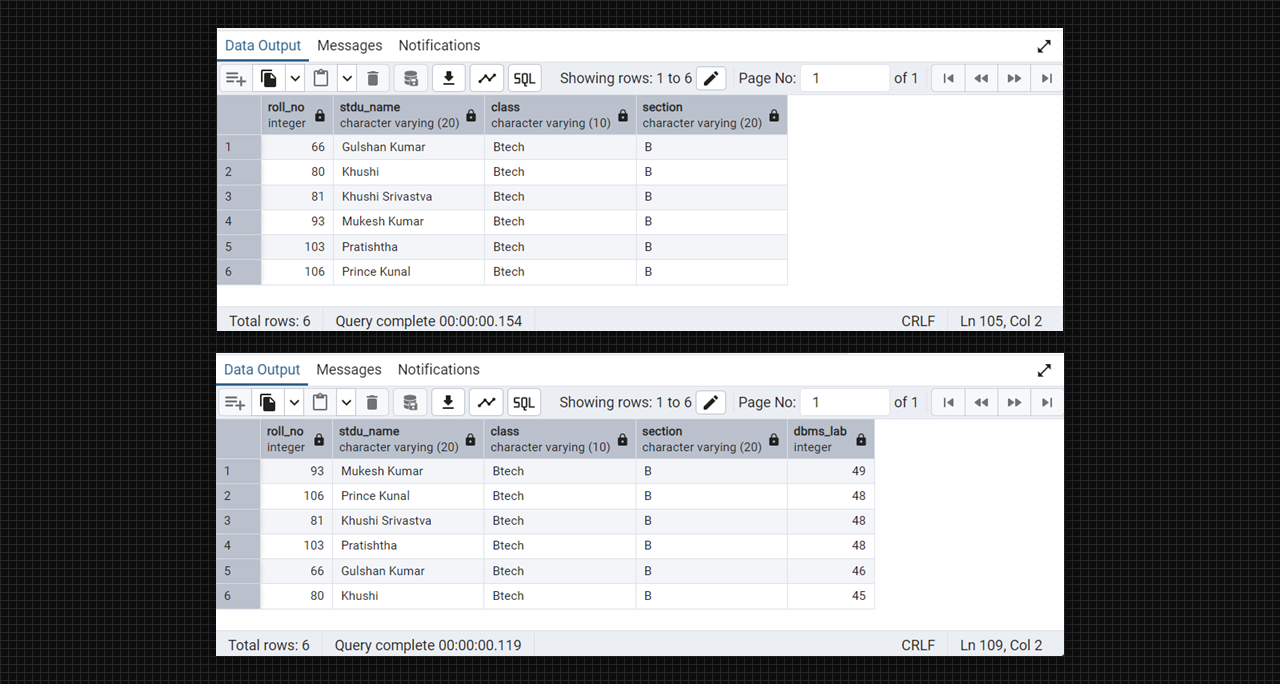 Data Output Messages Notifications
SQL Showing rows: 1 to 6 Page No: 1 of 1
roll_no stdu_name class section
integer character varying (20) character varying (10) character varying (20)
1 66 Gulshan Kumar Btech B
2 80 Khushi Btech B
3 81 Khushi Srivastva Btech B
4 93 Mukesh Kumar Btech B
5 103 Pratishtha Btech B
6 106 Prince Kunal Btech B
Total rows: 6 Query complete 00:00:00.154 CRLF Ln 105, Col 2
Data Output Messages Notifications
SQL Showing rows: 1 to 6 Page No: 1 of 1
roll_no stdu_name class section dbms_lab
integer character varying (20) character varying (10) character varying (20) integer
1 93 Mukesh Kumar Btech B 49
2 106 Prince Kunal Btech B 48
3 81 Khushi Srivastva Btech B 48
4 103 Pratishtha Btech B 48
5 66 Gulshan Kumar Btech B 46
6 80 Khushi Btech B 45
Total rows: 6 Query complete 00:00:00.119 CRLF Ln 109, Col 2